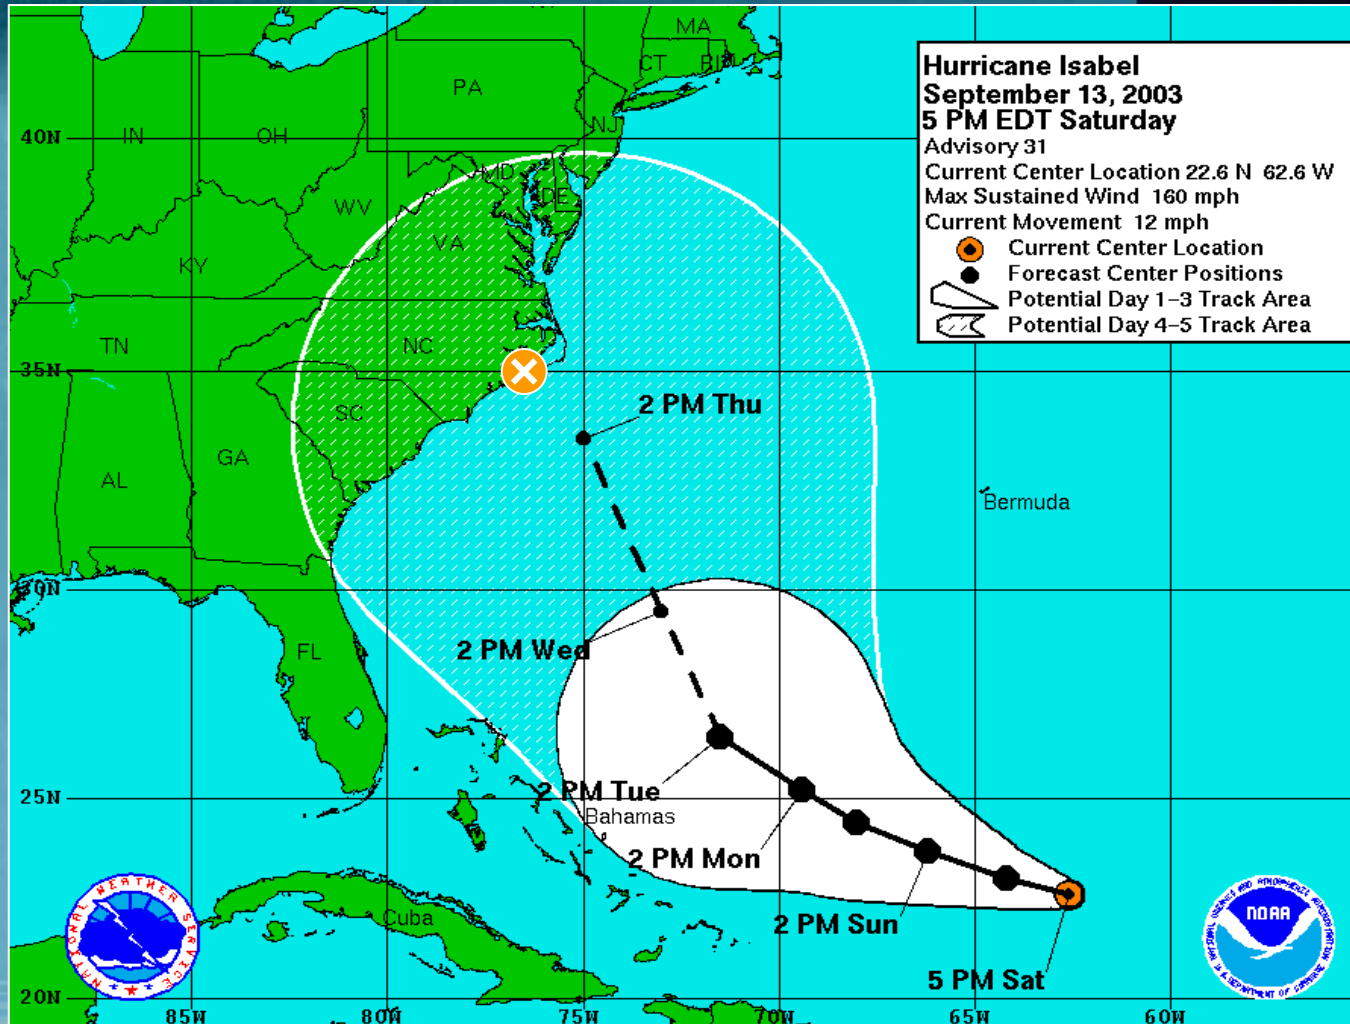 Hurricane Isabel
September 13, 2003
5 PM EDT Saturday
Advisory 31
Current Center Location 22.6 N 62.6 W
Max Sustained Wind 160 mph
Current Movement 12 mph
Current Center Location
Forecast Center Positions
Potential Day 1-3 Track Area
Potential Day 4-5 Track Area
MA
CT
RI
PA
NJ
40N
IN
OH
MD
DE
WV
VA
KY
TN
35N
NC
SC
2 PM Thu
GA
AL
Bermuda
30N
FL
2 PM Wed
25N
2 PM Tue
Bahamas
2 PM Mon
Cuba
2 PM Sun
5 PM Sat
NATIONAL WEATHER SERVICE
NOAA
20N
85W
80W
75W
70W
65W
60W